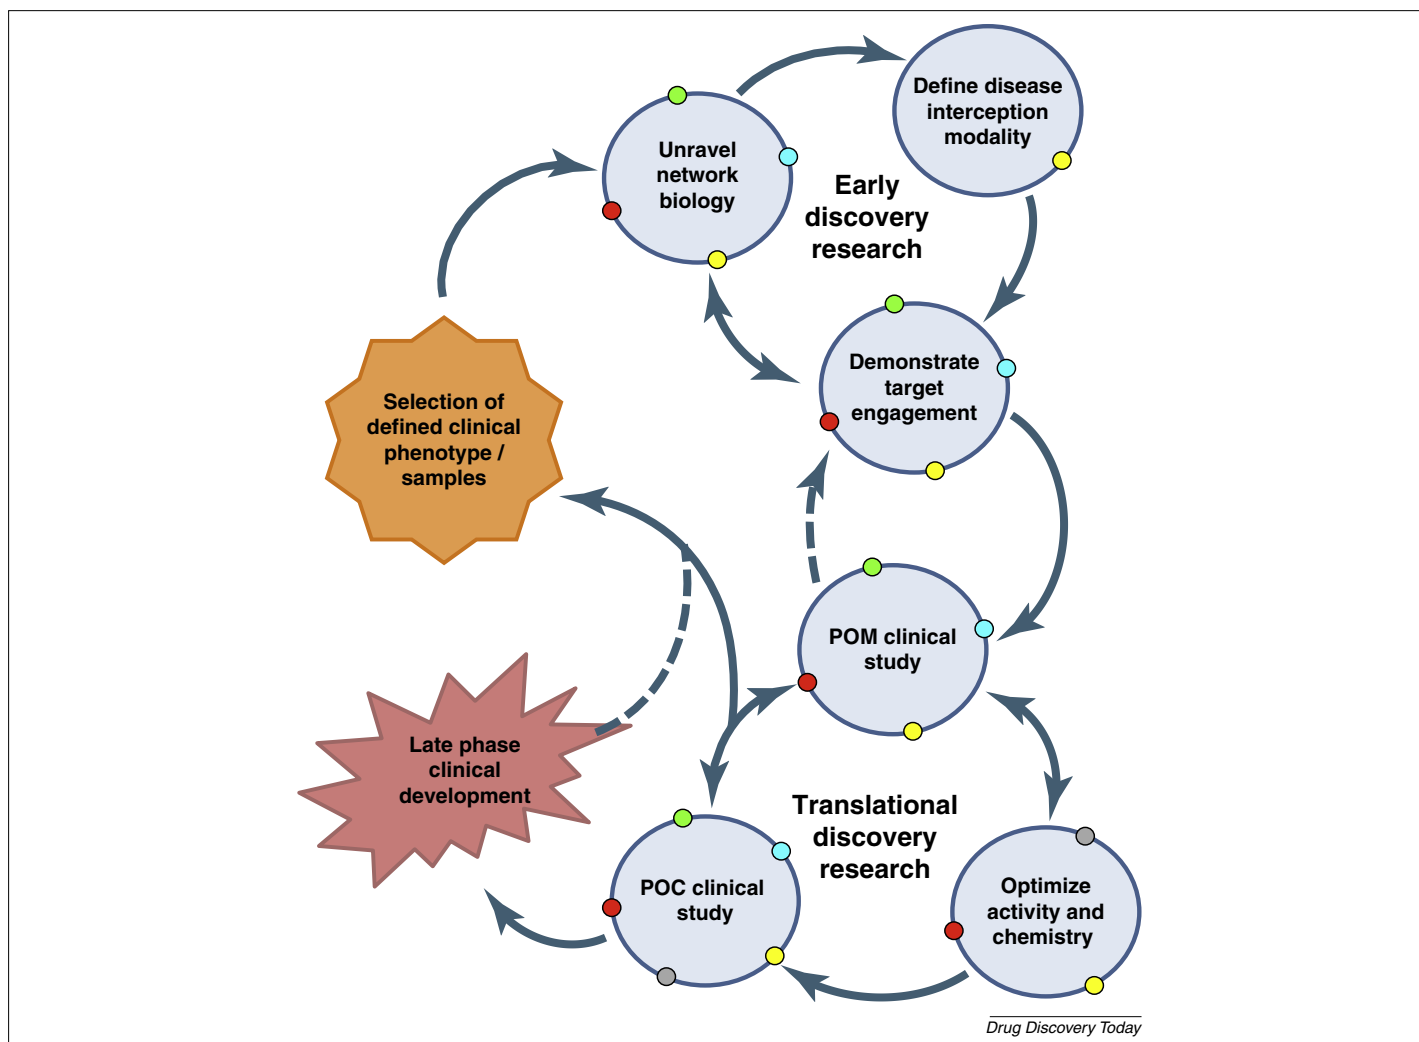 Define disease
interception
modality
Unravel
network
biology
Early
discovery
research
Demonstrate
target
engagement
Selection of
defined clinical
phenotype /
samples
POM clinical
study
Late phase
clinical
development
Translational
discovery
research
POC clinical
study
Optimize
activity and
chemistry
Drug Discovery Today